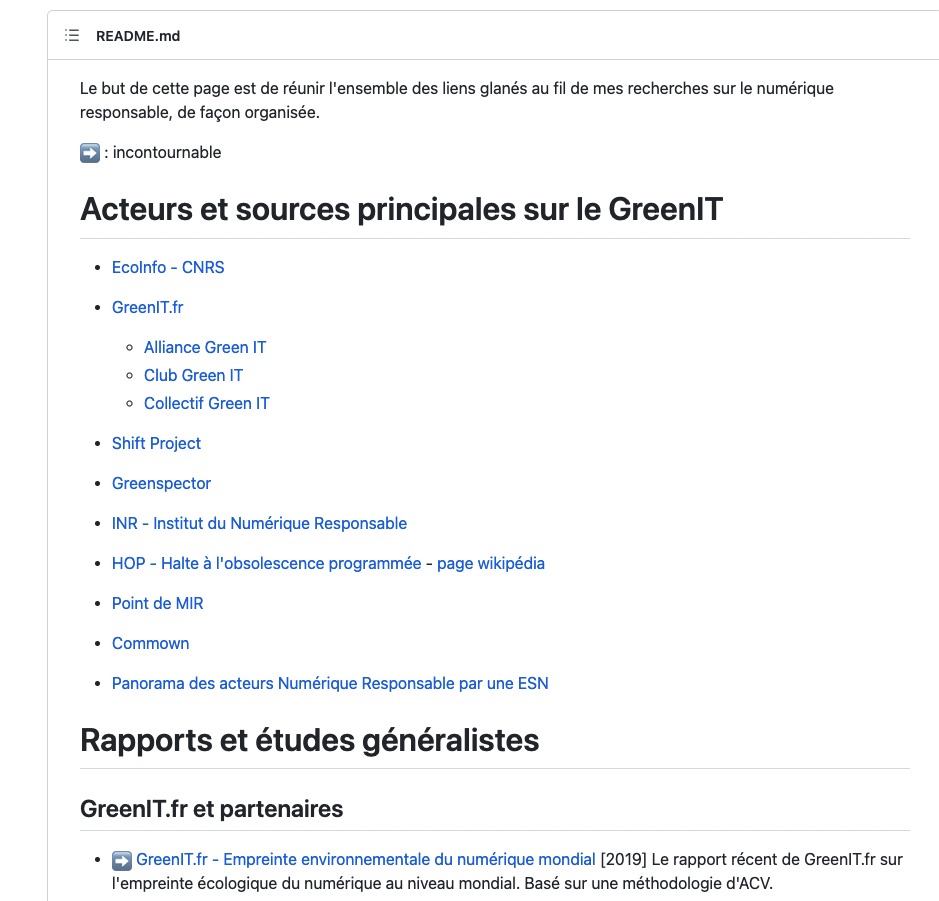 README.md
Le but de cette page est de réunir l'ensemble des liens glanés au fil de mes recherches sur le numérique
responsable, de façon organisée.
➡️ : incontournable
Acteurs et sources principales sur le GreenIT
• EcoInfo - CNRS
• GreenIT.fr
◦ Alliance Green IT
◦ Club Green IT
◦ Collectif Green IT
• Shift Project
• Greenspector
• INR - Institut du Numérique Responsable
• HOP - Halte à l'obsolescence programmée - page wikipédia
• Point de MIR
• Commown
• Panorama des acteurs Numérique Responsable par une ESN
Rapports et études généralistes
GreenIT.fr et partenaires
• ➡️ GreenIT.fr - Empreinte environnementale du numérique mondial [2019] Le rapport récent de GreenIT.fr sur
l'empreinte écologique du numérique au niveau mondial. Basé sur une méthodologie d'ACV.